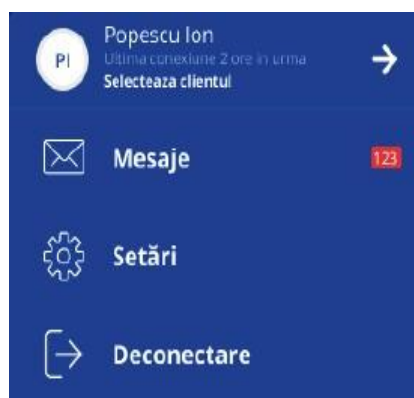 PI
Popescu Ion
Ultima conexiune 2 ore in urma
Selecteaza clientul
Mesaje
123
Setări
Deconectare